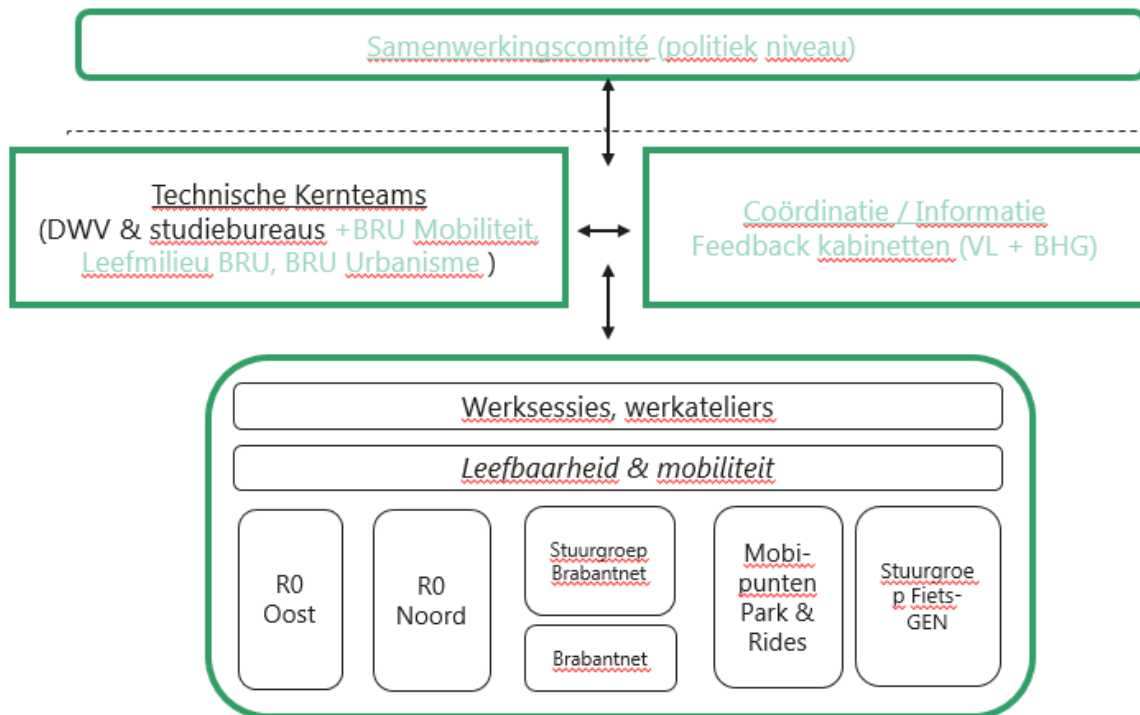 Samenwerkingscomité (politiek niveau)
Technische Kernteams
(DWV & studiebureaus +BRU Mobiliteit,
Leefmilieu BRU, BRU Urbanisme )
Coördinatie / Informatie
Feedback kabinetten (VL + BHG)
Werksessies, werkateliers
Leefbaarheid & mobiliteit
R0
Oost
R0
Noord
Stuurgroep
Brabantnet
Brabantnet
Mobi-
punten
Park &
Rides
Stuurgroe
p Fiets-
GEN